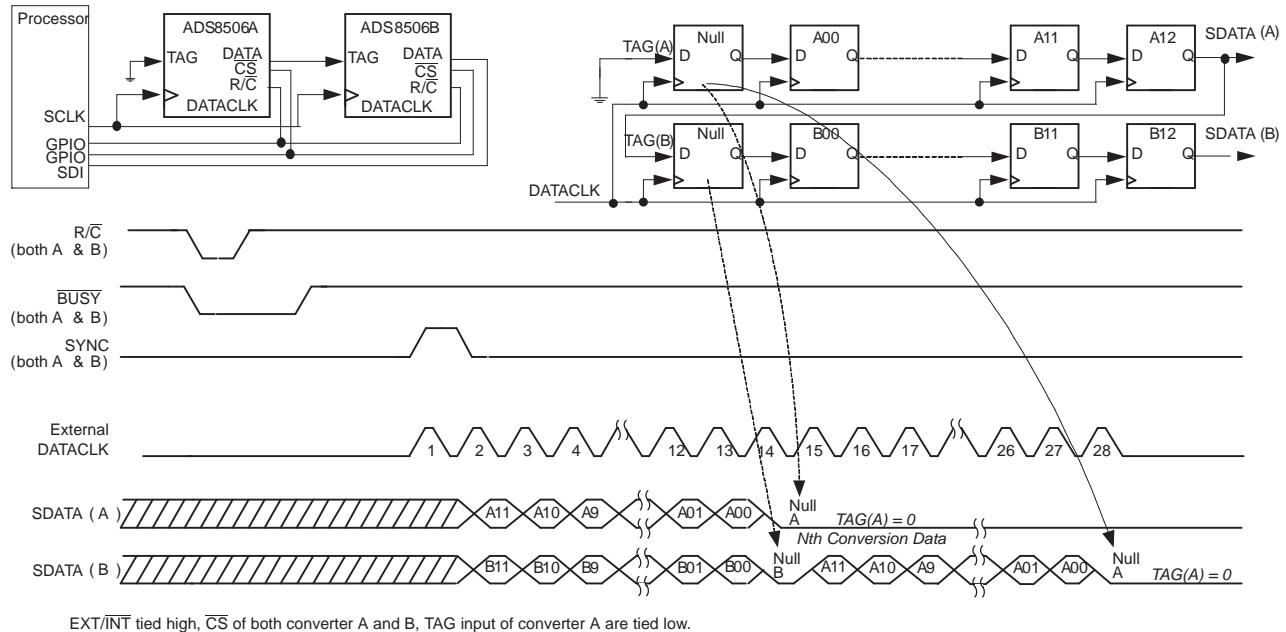 Processor
ADS8506A
ADS8506B
TAG
DATA
CS
R/C
DATACLK
TAG
DATA
CS
R/C
DATACLK
SCLK
GPIO
GPIO
SDI
Null
A00
A11
A12
SDATA (A)
TAG(A)
D
Q
D
Q
D
Q
D
Q
Null
B00
B11
B12
SDATA (B)
TAG(B)
D
Q
D
Q
D
Q
D
Q
DATACLK
R/C
(both A & B)
BUSY
(both A & B)
SYNC
(both A & B)
External
DATACLK
1 2 3 4 12 13 14 15 16 17 26 27 28
SDATA ( A )
A11 A10 A9 A01 A00
Null
A
TAG(A) = 0
Nth Conversion Data
SDATA ( B )
B11 B10 B9 B01 B00
Null
B
A11 A10 A9 A01 A00
Null
A
TAG(A) = 0
EXT/INT tied high, CS of both converter A and B, TAG input of converter A are tied low.